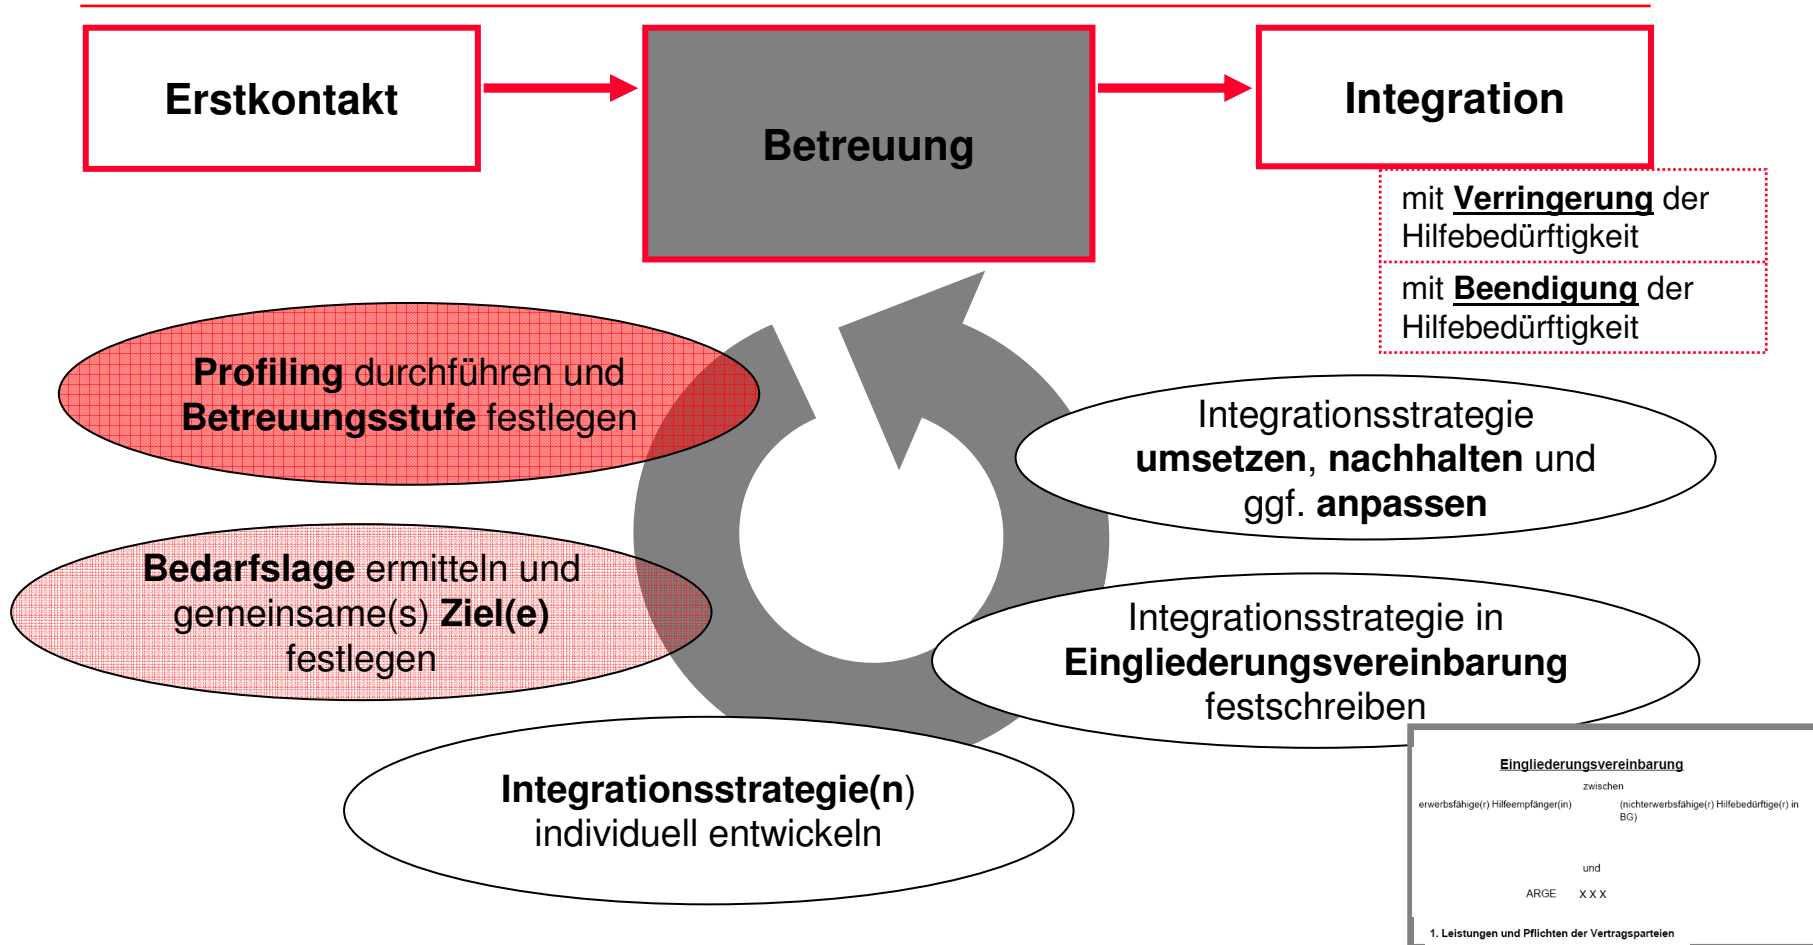 Erstkontakt
Betreuung
Integration
mit Verringerung der
Hilfebedürftigkeit
mit Beendigung der
Hilfebedürftigkeit
Profiling durchführen und
Betreuungsstufe festlegen
Bedarfslage ermitteln und
gemeinsame(s) Ziel(e)
festlegen
Integrationsstrategie(n)
individuell entwickeln
Integrationsstrategie in
Eingliederungsvereinbarung
festschreiben
Integrationsstrategie
umsetzen, nachhalten und
ggf. anpassen
Eingliederungsvereinbarung
zwischen
erwerbsfähige(r) Hilfeempfänger(in) (nichterwerbsfähige(r) Hilfebedürftige(r) in
BG)
und
ARGE X X X
1. Leistungen und Pflichten der Vertragsparteien